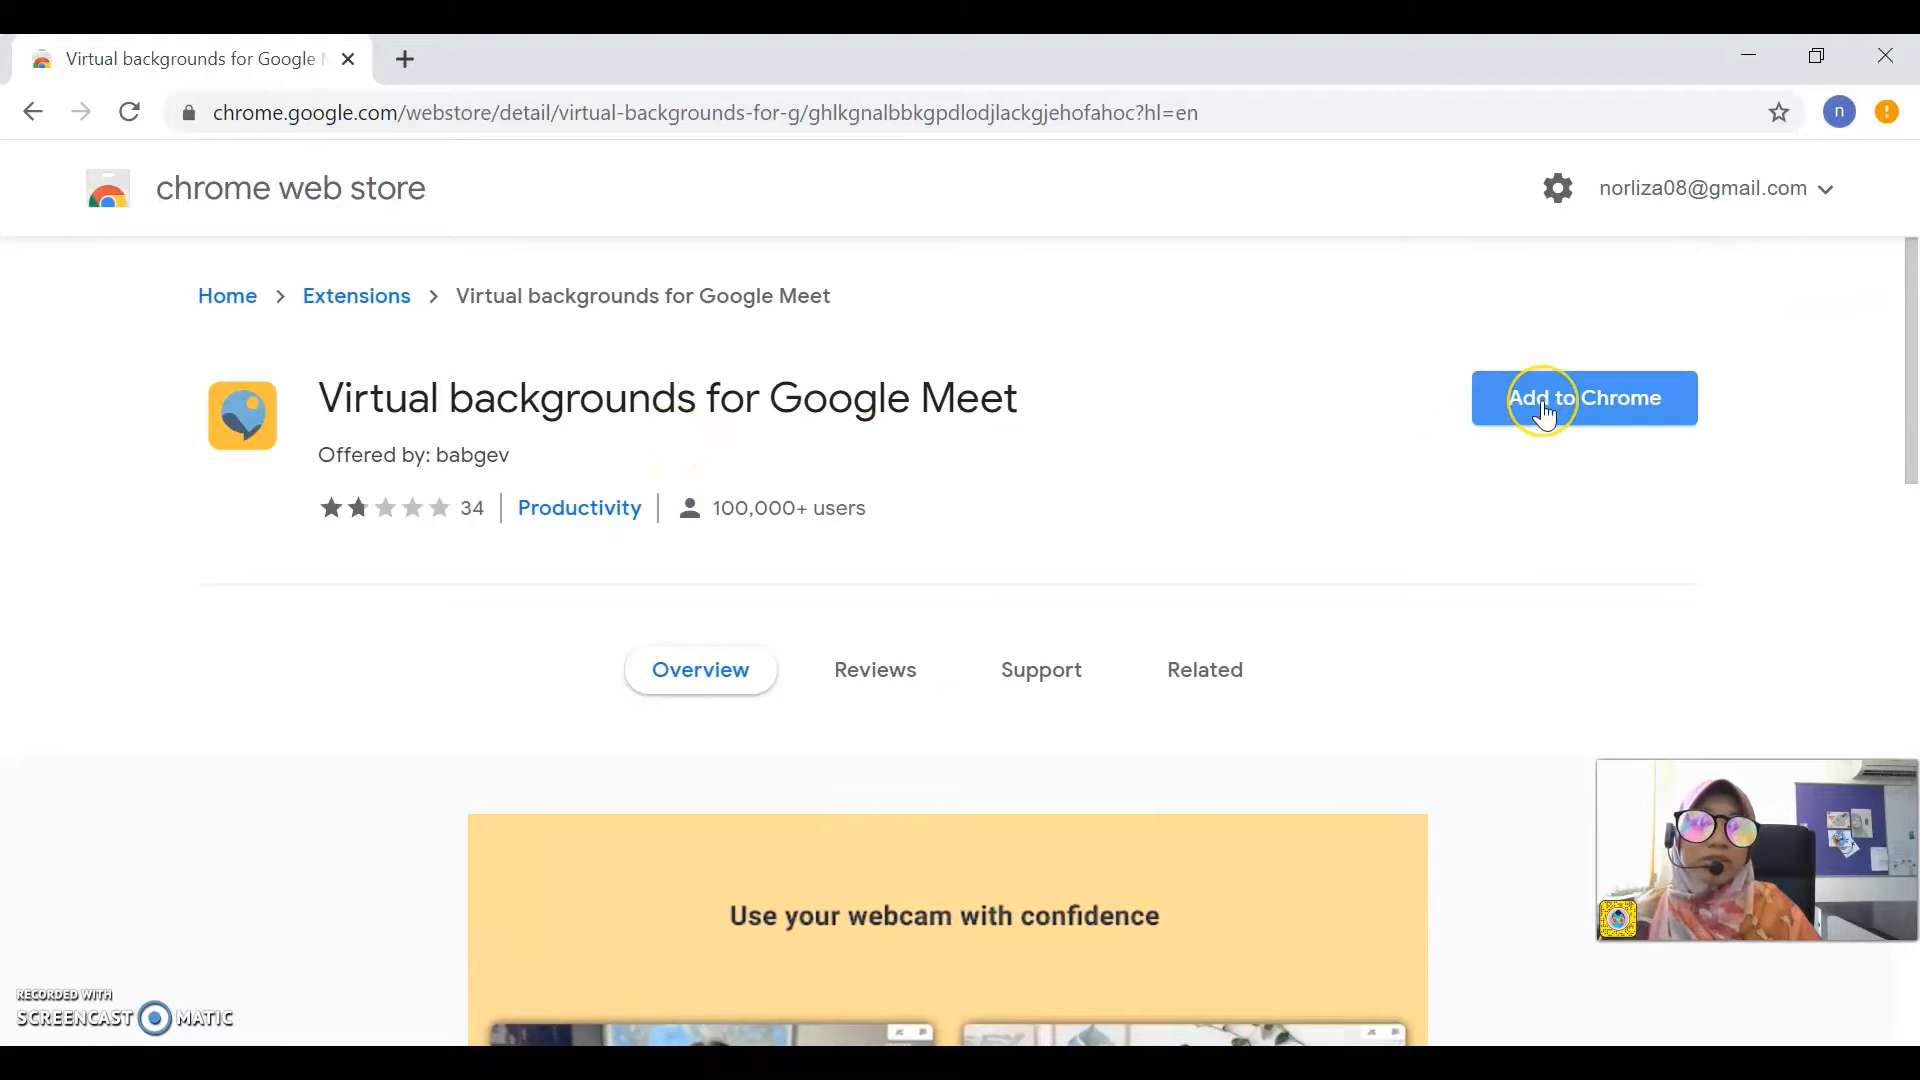 Virtual backgrounds for Google M
chrome.google.com/webstore/detail/virtual-backgrounds-for-g/ghlkgnalbbkgpdlodjlackgjehofahoc?hl=en
n
chrome web store
norliza08@gmail.com
Home > Extensions > Virtual backgrounds for Google Meet
Virtual backgrounds for Google Meet
Add to Chrome
Offered by: babgev
34 | Productivity | 100,000+ users
Overview Reviews Support Related
Use your webcam with confidence
RECORDED WITH
SCREENCAST MATIC